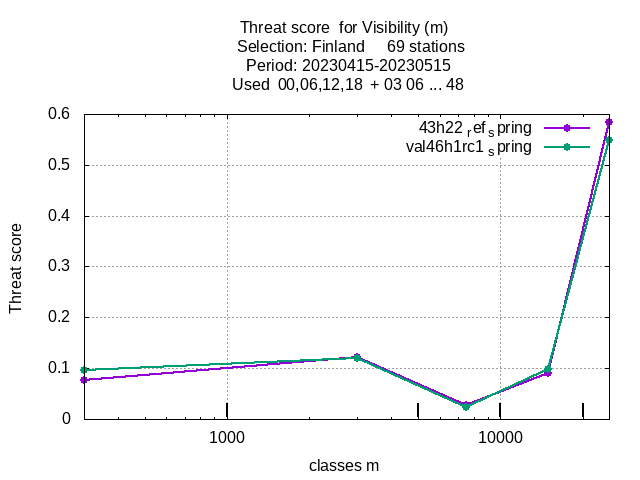 Threat score  for Visibility (m)
Selection: Finland     69 stations
Period: 20230415-20230515
Used  00,06,12,18  + 03 06 ... 48
43h22 ref spring
val46h1rc1 spring
0.6
0.5
0.4
0.3
0.2
0.1
0
Threat score
1000
10000
classes m